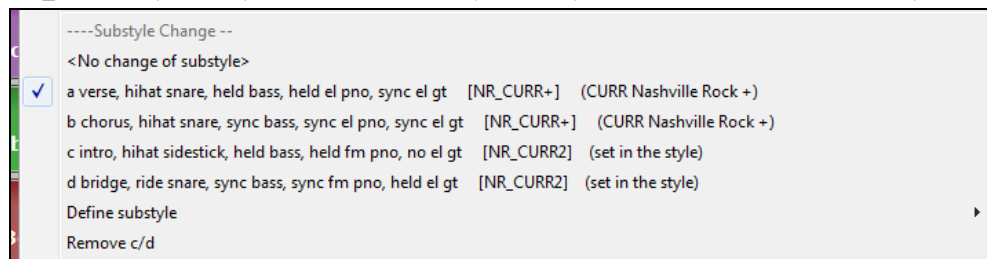 ----Substyle Change --
<No change of substyle>
a verse, hihat snare, held bass, held el pno, sync el gt [NR_CURR+] (CURR Nashville Rock +)
b chorus, hihat snare, sync bass, sync el pno, sync el gt [NR_CURR+] (CURR Nashville Rock +)
c intro, hihat sidestick, held bass, held fm pno, no el gt [NR_CURR2] (set in the style)
d bridge, ride snare, sync bass, sync fm pno, held el gt [NR_CURR2] (set in the style)
Define substyle
Remove c/d